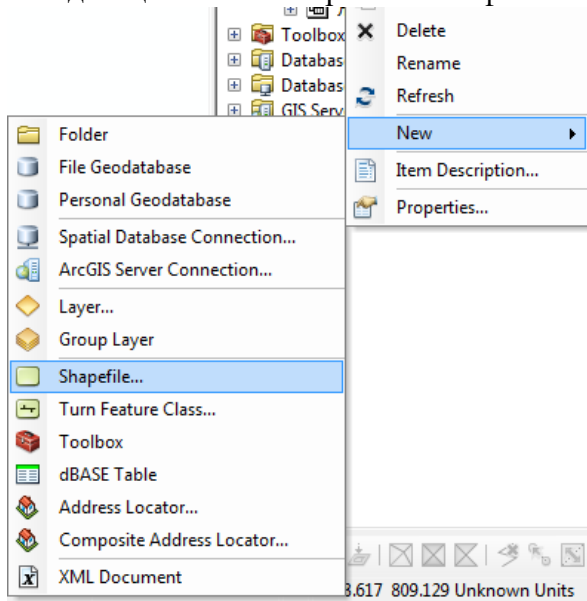 Toolbox
Databas
Databas
GIS Serv
Delete
Rename
Refresh
New
Item Description...
Properties...
Folder
File Geodatabase
Personal Geodatabase
Spatial Database Connection...
ArcGIS Server Connection...
Layer...
Group Layer
Shapefile...
Turn Feature Class...
Toolbox
dBASE Table
Address Locator...
Composite Address Locator...
XML Document
3.617 809.129 Unknown Units